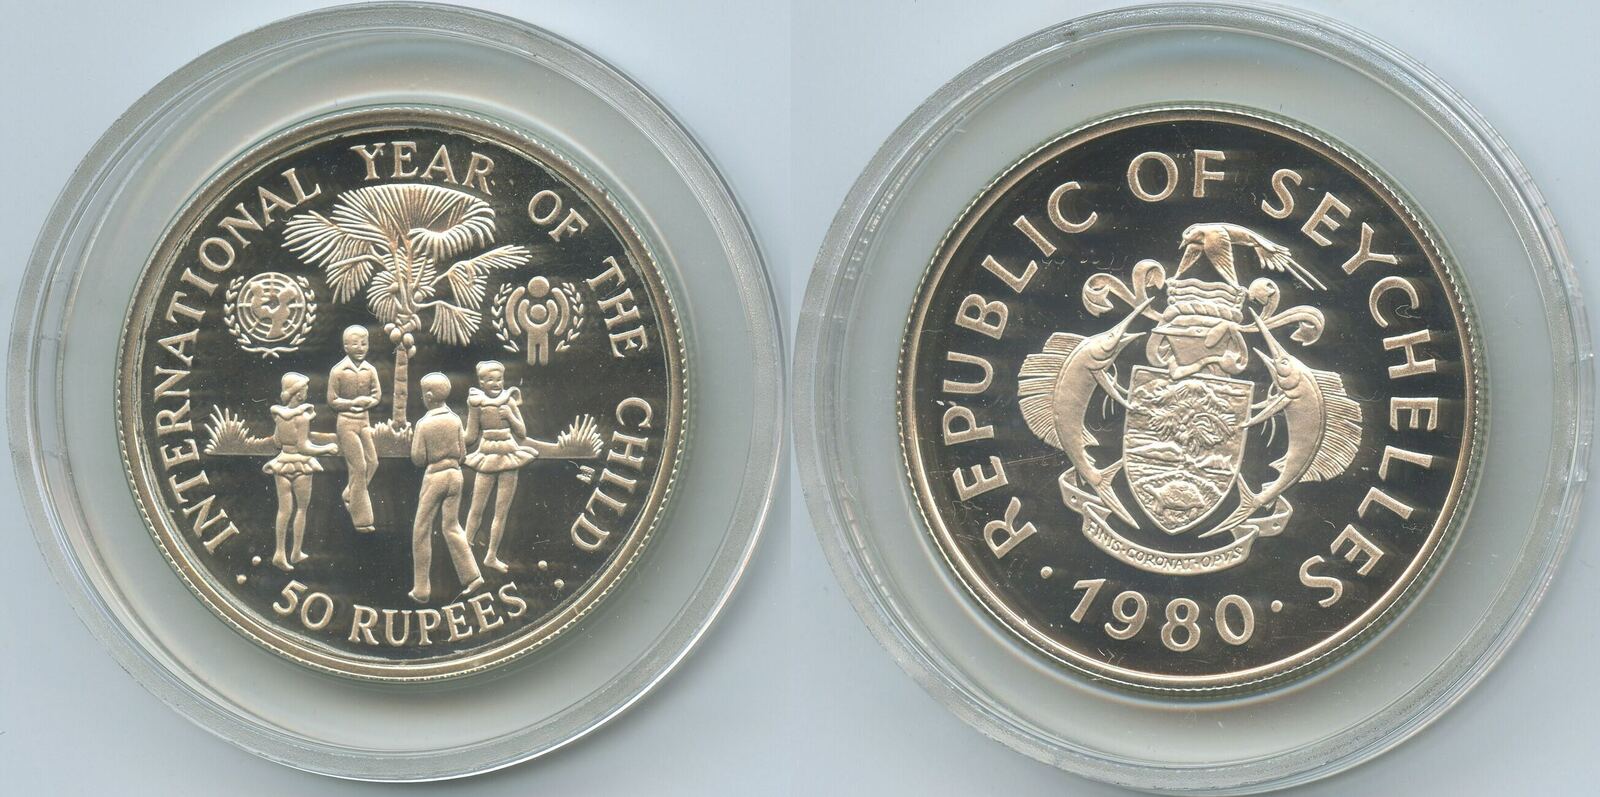 INTERNATIONAL YEAR OF THE CHILD
· 50 RUPEES ·
REPUBLIC OF SEYCHELLES
FINIS·CORONAT·OPVS
· 1980 ·